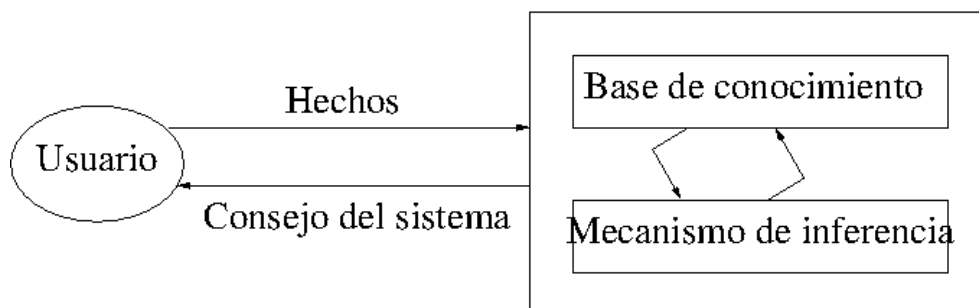 Hechos
Base de conocimiento
Usuario
Consejo del sistema
Mecanismo de inferencia